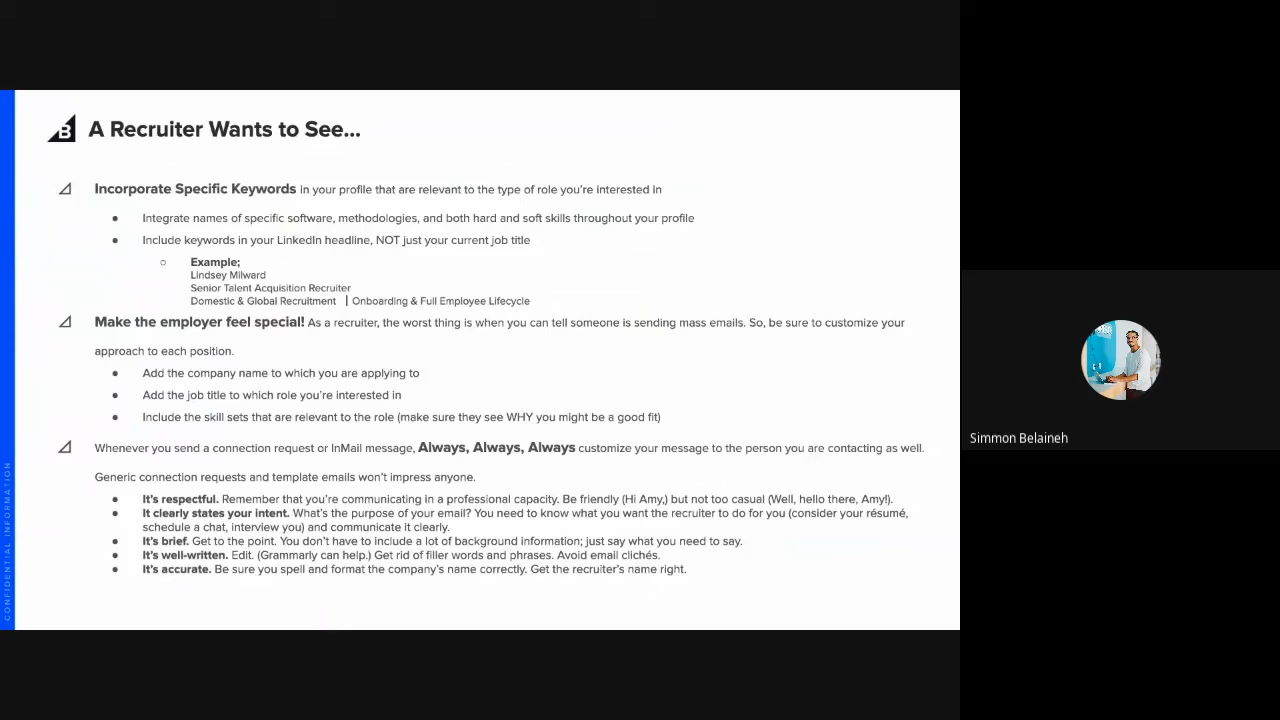 B A Recruiter Wants to See...
Incorporate Specific Keywords in your profile that are relevant to the type of role you're interested in
● Integrate names of specific software, methodologies, and both hard and soft skills throughout your profile
● Include keywords in your LinkedIn headline, NOT just your current job title
○ Example;
Lindsey Milward
Senior Talent Acquisition Recruiter
Domestic & Global Recruitment | Onboarding & Full Employee Lifecycle
Make the employer feel special! As a recruiter, the worst thing is when you can tell someone is sending mass emails. So, be sure to customize your
approach to each position.
● Add the company name to which you are applying to
● Add the job title to which role you're interested in
● Include the skill sets that are relevant to the role (make sure they see WHY you might be a good fit)
Whenever you send a connection request or InMail message, Always, Always, Always customize your message to the person you are contacting as well.
Generic connection requests and template emails won't impress anyone.
● It's respectful. Remember that you're communicating in a professional capacity. Be friendly (Hi Amy,) but not too casual (Well, hello there, Amy!).
● It clearly states your intent. What's the purpose of your email? You need to know what you want the recruiter to do for you (consider your résumé,
schedule a chat, interview you) and communicate it clearly.
● It's brief. Get to the point. You don't have to include a lot of background information; just say what you need to say.
● It's well-written. Edit. (Grammarly can help.) Get rid of filler words and phrases. Avoid email clichés.
● It's accurate. Be sure you spell and format the company's name correctly. Get the recruiter's name right.
CONFIDENTIAL INFORMATION
Simmon Belaineh